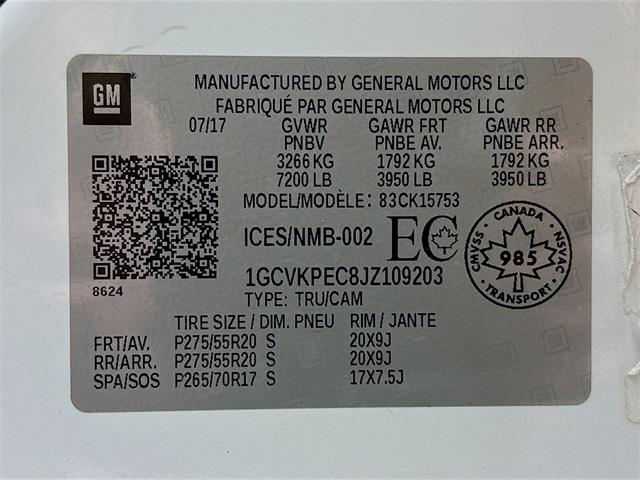 GM
MANUFACTURED BY GENERAL MOTORS LLC
FABRIQUÉ PAR GENERAL MOTORS LLC
07/17 GVWR GAWR FRT GAWR RR
PNBV PNBE AV. PNBE ARR.
3266 KG 1792 KG 1792 KG
7200 LB 3950 LB 3950 LB
MODEL/MODÈLE: 83CK15753
ICES/NMB-002 EC
CANADA
CMVSS 985 NSVAC
TRANSPORT
8624
1GCVKPEC8JZ109203
TYPE: TRU/CAM
TIRE SIZE / DIM. PNEU RIM / JANTE
FRT/AV. P275/55R20 S 20X9J
RR/ARR. P275/55R20 S 20X9J
SPA/SOS P265/70R17 S 17X7.5J